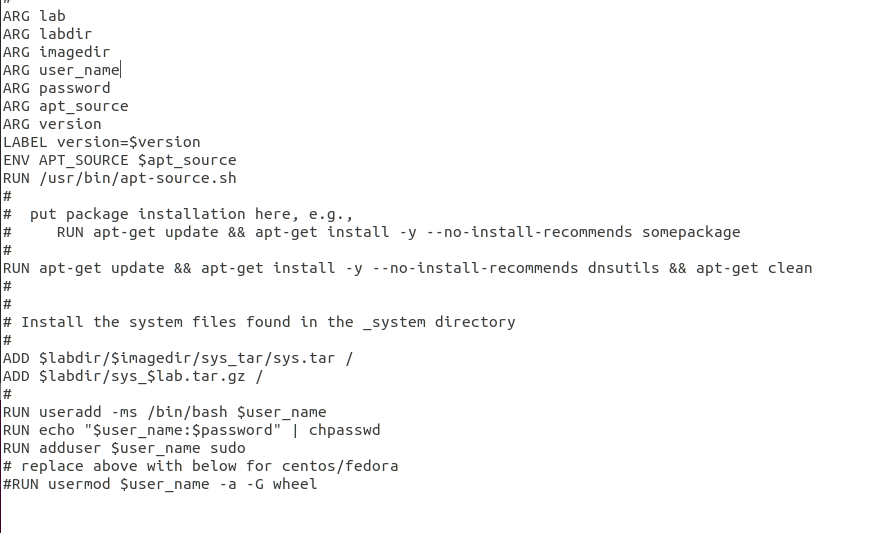 #
ARG lab
ARG labdir
ARG imagedir
ARG user_name
ARG password
ARG apt_source
ARG version
LABEL version=$version
ENV APT_SOURCE $apt_source
RUN /usr/bin/apt-source.sh
#
#  put package installation here, e.g.,
#     RUN apt-get update && apt-get install -y --no-install-recommends somepackage
#
RUN apt-get update && apt-get install -y --no-install-recommends dnsutils && apt-get clean
#
#
# Install the system files found in the _system directory
#
ADD $labdir/$imagedir/sys_tar/sys.tar /
ADD $labdir/sys_$lab.tar.gz /
#
RUN useradd -ms /bin/bash $user_name
RUN echo "$user_name:$password" | chpasswd
RUN adduser $user_name sudo
# replace above with below for centos/fedora
#RUN usermod $user_name -a -G wheel